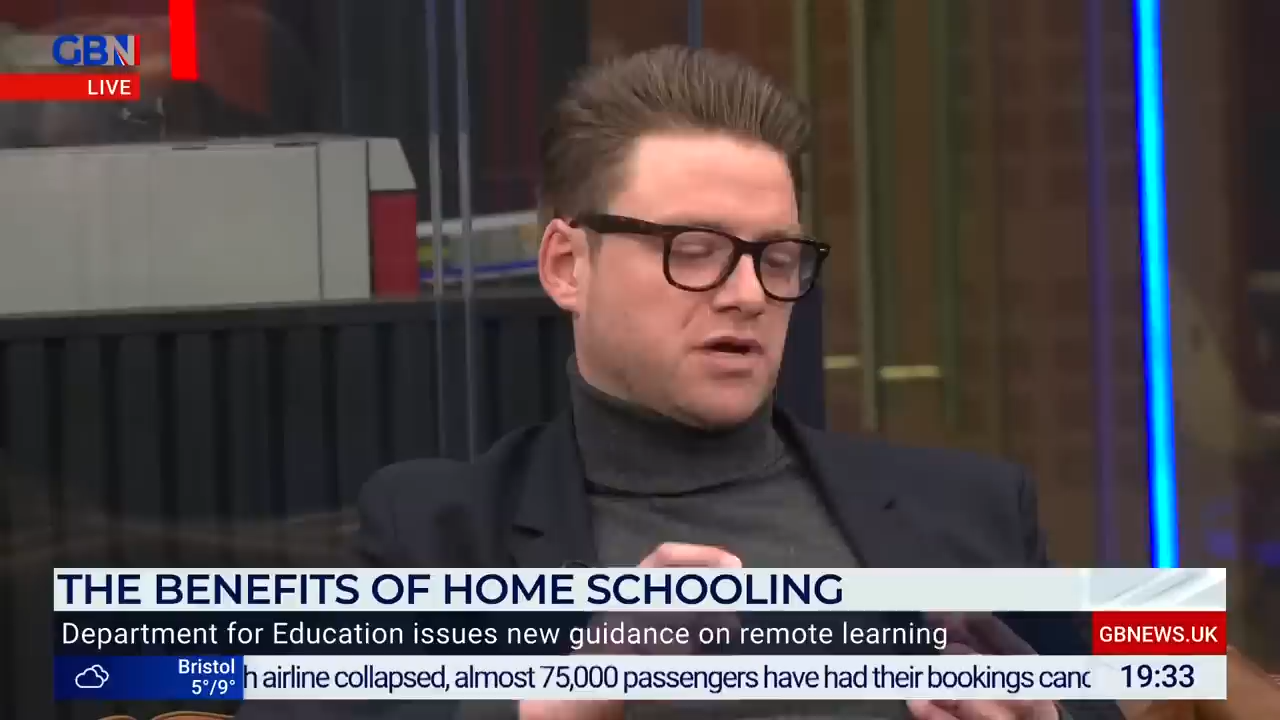 GBN
LIVE
THE BENEFITS OF HOME SCHOOLING
Department for Education issues new guidance on remote learning
GBNEWS.UK
Bristol
5°/9°
h airline collapsed, almost 75,000 passengers have had their bookings canc
19:33